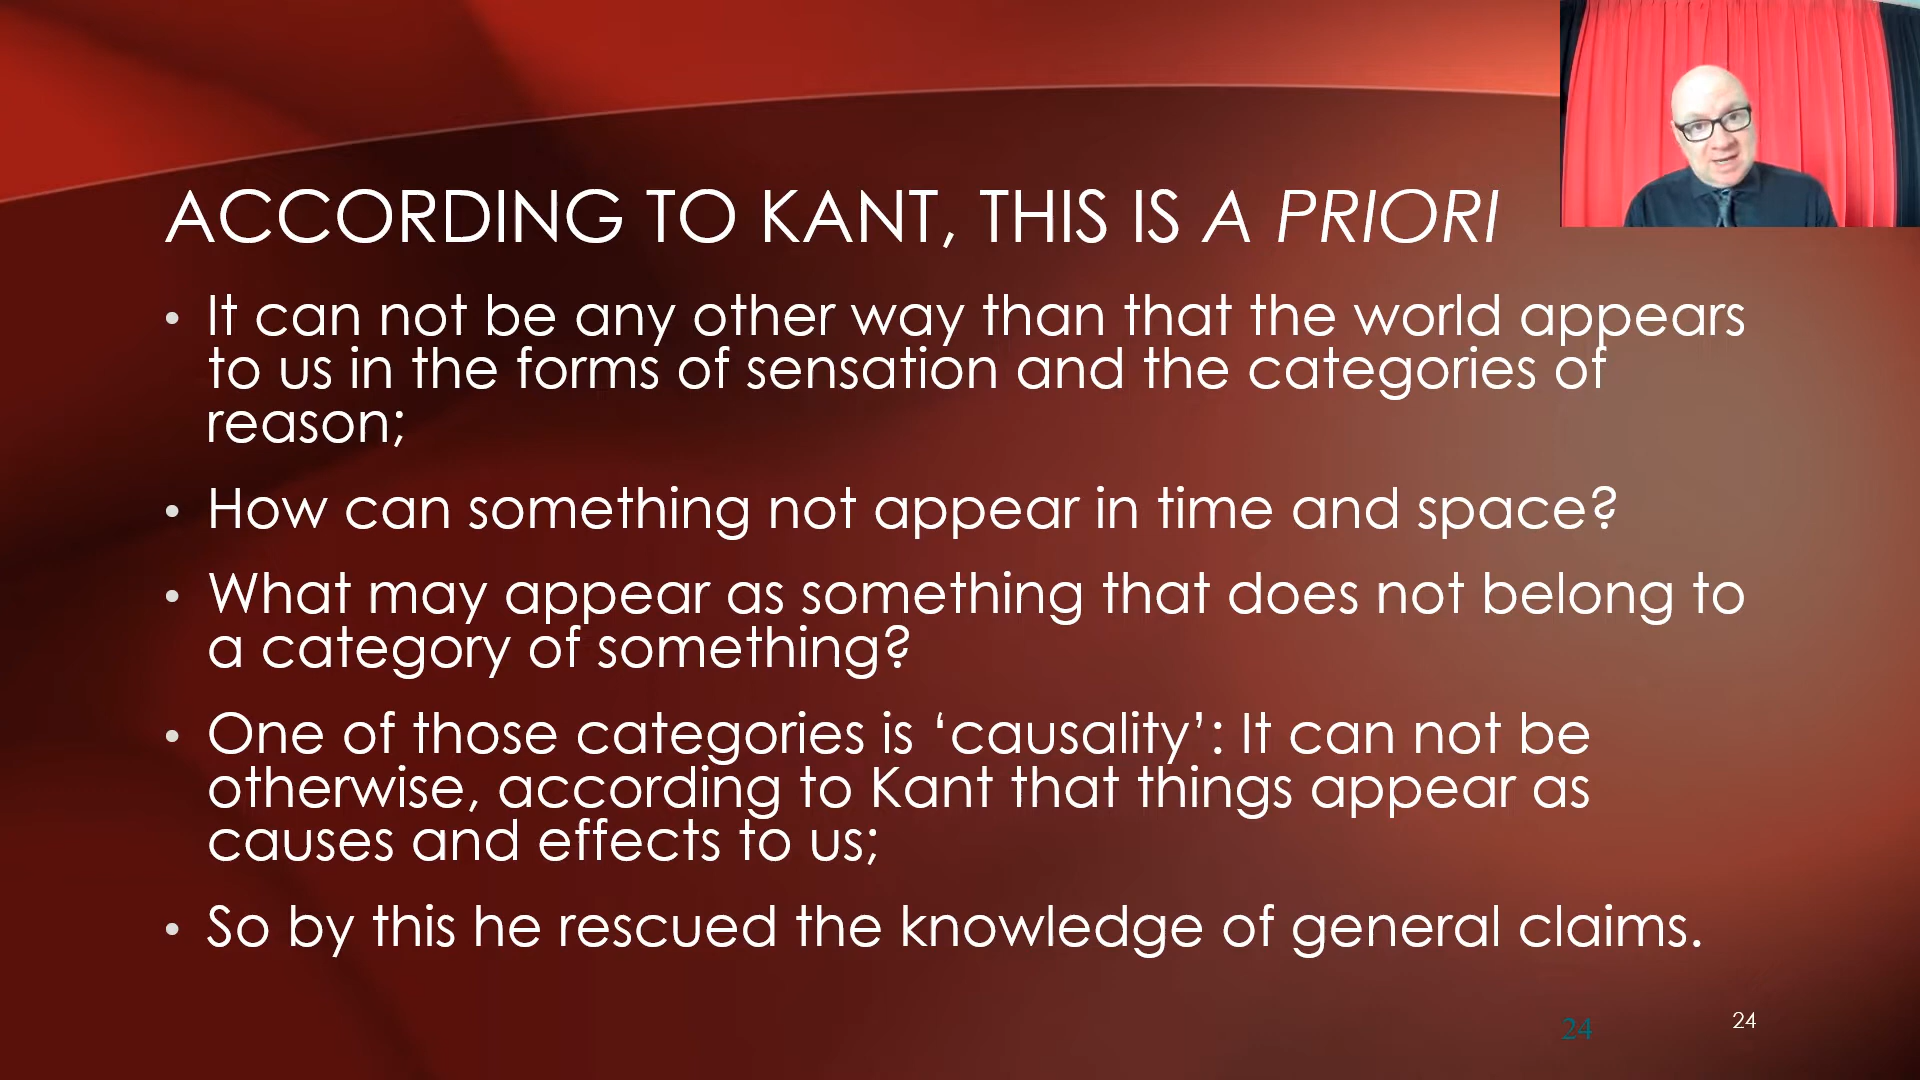 ACCORDING TO KANT, THIS IS A PRIORI
• It can not be any other way than that the world appears
to us in the forms of sensation and the categories of
reason;
• How can something not appear in time and space?
• What may appear as something that does not belong to
a category of something?
• One of those categories is ‘causality’: It can not be
otherwise, according to Kant that things appear as
causes and effects to us;
• So by this he rescued the knowledge of general claims.
24
24